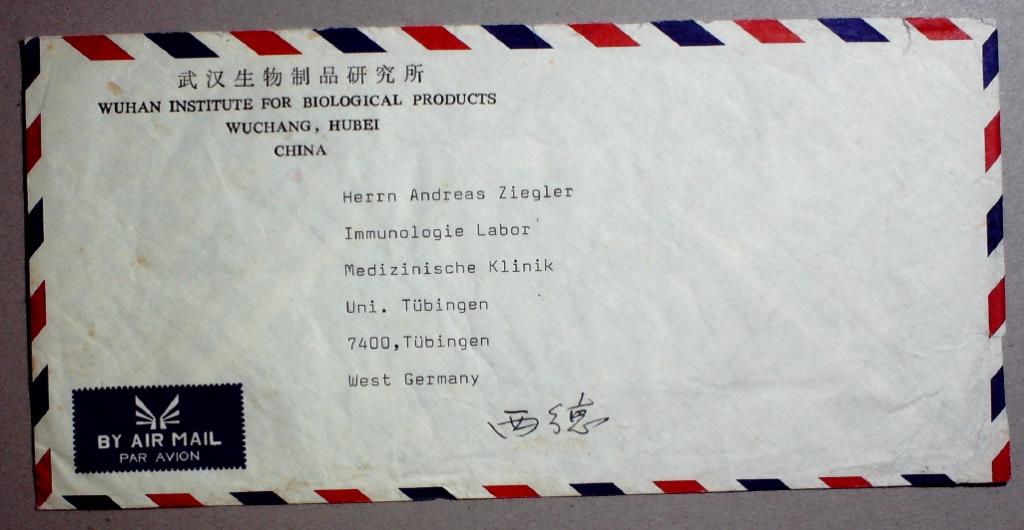 武汉生物制品研究所
WUHAN INSTITUTE FOR BIOLOGICAL PRODUCTS
WUCHANG, HUBEI
CHINA
Herrn Andreas Ziegler
Immunologie Labor
Medizinische Klinik
Uni. Tübingen
7400,Tübingen
West Germany
西德
BY AIR MAIL
PAR AVION